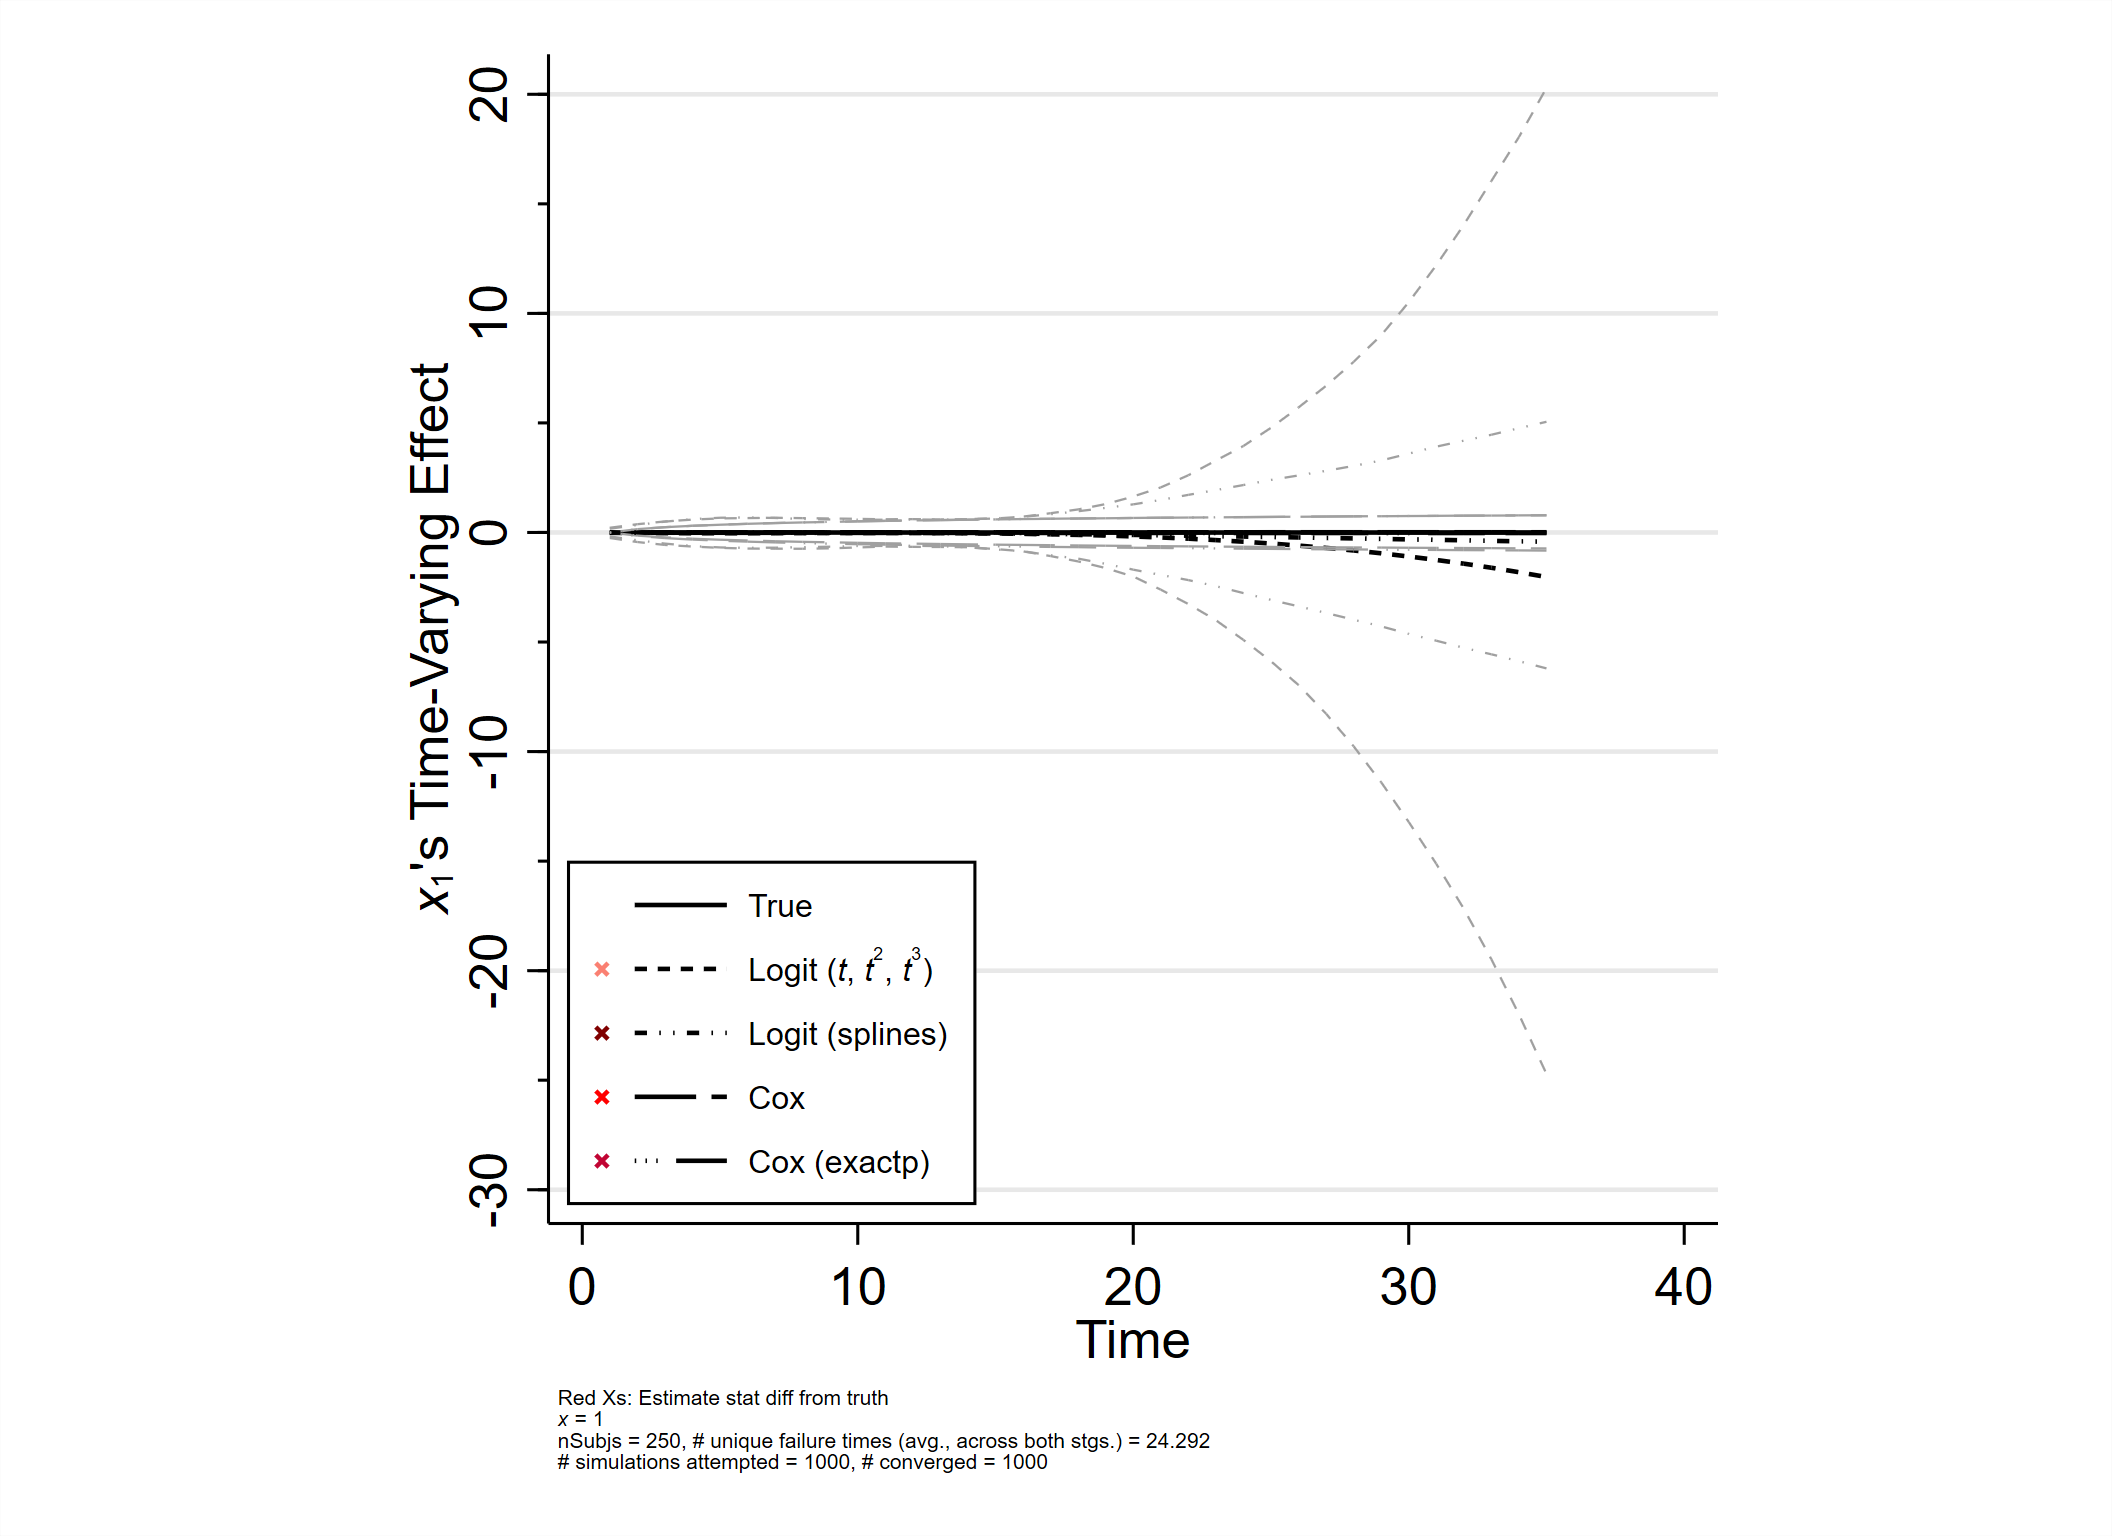 20
10
0
-10
-20
-30
x₁'s Time-Varying Effect
True
Logit (t, t², t³)
Logit (splines)
Cox
Cox (exactp)
0 10 20 30 40
Time
Red Xs: Estimate stat diff from truth
x = 1
nSubjs = 250, # unique failure times (avg., across both stgs.) = 24.292
# simulations attempted = 1000, # converged = 1000